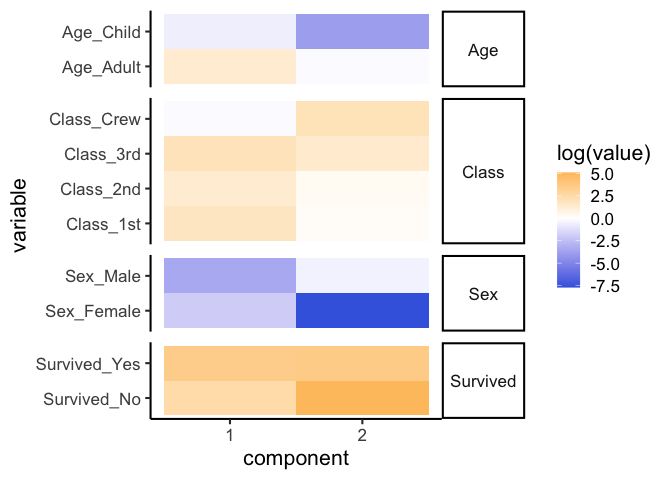 variable
Age_Child
Age_Adult
Class_Crew
Class_3rd
Class_2nd
Class_1st
Sex_Male
Sex_Female
Survived_Yes
Survived_No
Age
Class
Sex
Survived
1 2
component
log(value)
5.0
2.5
0.0
-2.5
-5.0
-7.5